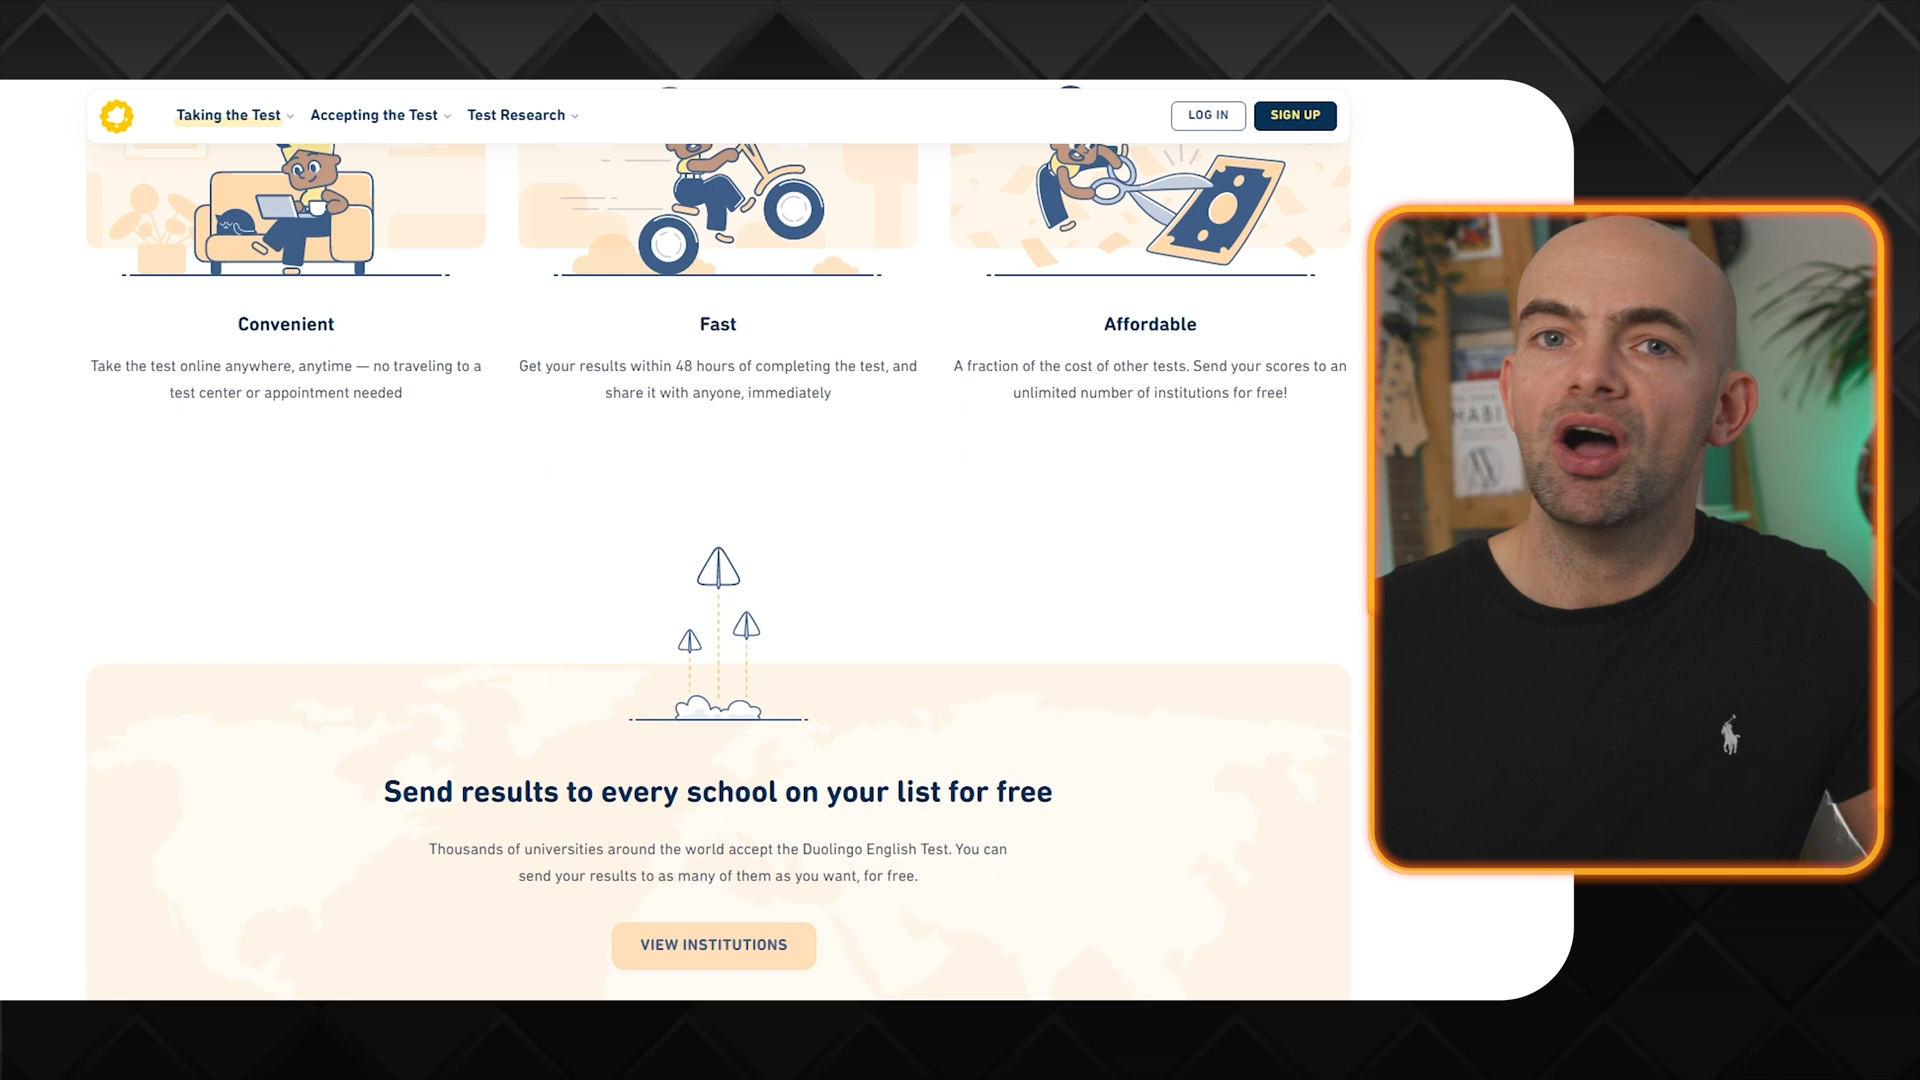 Taking the Test
Accepting the Test
Test Research
LOG IN
SIGN UP
Convenient
Take the test online anywhere, anytime — no traveling to a
test center or appointment needed
Fast
Get your results within 48 hours of completing the test, and
share it with anyone, immediately
Affordable
A fraction of the cost of other tests. Send your scores to an
unlimited number of institutions for free!
Send results to every school on your list for free
Thousands of universities around the world accept the Duolingo English Test. You can
send your results to as many of them as you want, for free.
VIEW INSTITUTIONS